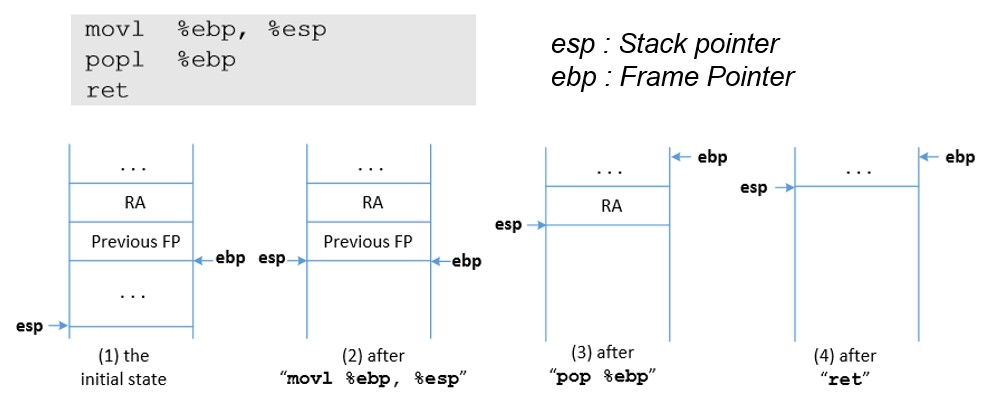 movl %ebp, %esp
popl %ebp
ret
esp : Stack pointer
ebp : Frame Pointer
...
RA
Previous FP
ebp
...
esp
(1) the
initial state
...
RA
Previous FP
esp
ebp
(2) after
“movl %ebp, %esp”
ebp
...
RA
esp
(3) after
“pop %ebp”
ebp
...
esp
(4) after
“ret”